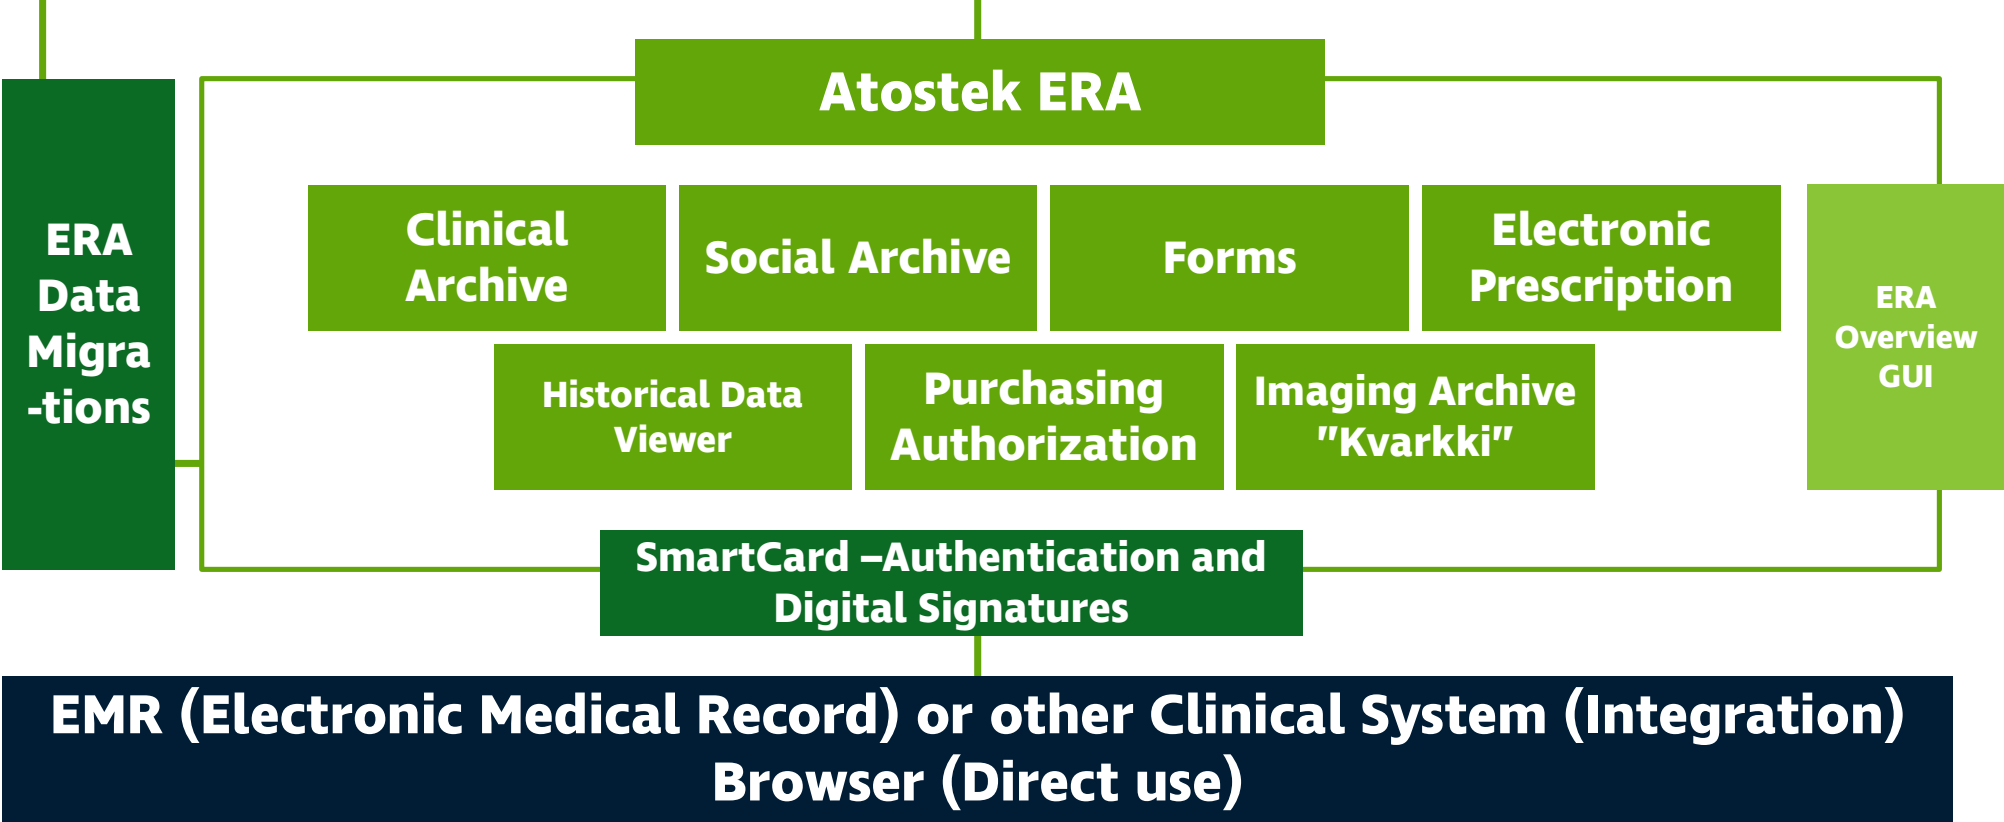 Atostek ERA
ERA
Data
Migra
-tions
Clinical
Archive
Social Archive
Forms
Electronic
Prescription
ERA
Overview
GUI
Historical Data
Viewer
Purchasing
Authorization
Imaging Archive
"Kvarkki"
SmartCard –Authentication and
Digital Signatures
EMR (Electronic Medical Record) or other Clinical System (Integration)
Browser (Direct use)